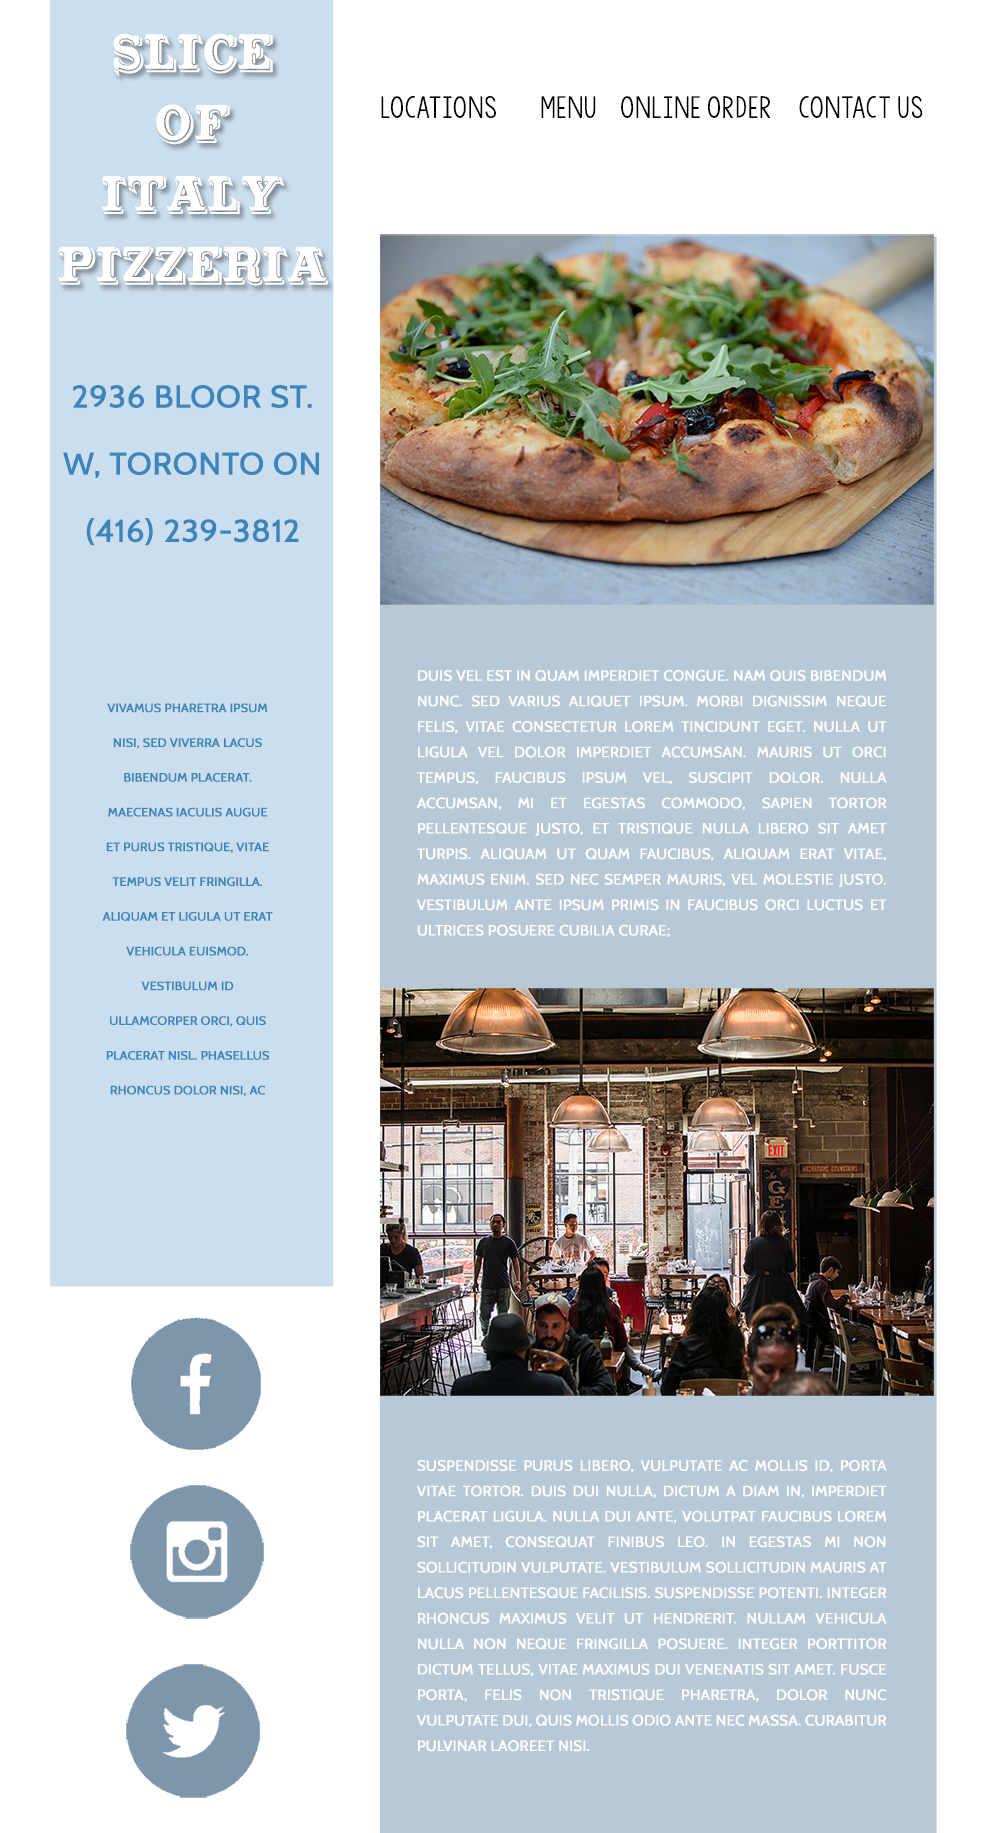 SLICE
OF
ITALY
PIZZERIA
2936 BLOOR ST.
W, TORONTO ON
(416) 239-3812
VIVAMUS PHARETRA IPSUM
NISI, SED VIVERRA LACUS
BIBENDUM PLACERAT.
MAECENAS IACULIS AUGUE
ET PURUS TRISTIQUE, VITAE
TEMPUS VELIT FRINGILLA.
ALIQUAM ET LIGULA UT ERAT
VEHICULA EUISMOD.
VESTIBULUM ID
ULLAMCORPER ORCI, QUIS
PLACERAT NISL. PHASELLUS
RHONCUS DOLOR NISI, AC
LOCATIONS MENU ONLINE ORDER CONTACT US
DUIS VEL EST IN QUAM IMPERDIET CONGUE. NAM QUIS BIBENDUM
NUNC. SED VARIUS ALIQUET IPSUM. MORBI DIGNISSIM NEQUE
FELIS, VITAE CONSECTETUR LOREM TINCIDUNT EGET. NULLA UT
LIGULA VEL DOLOR IMPERDIET ACCUMSAN. MAURIS UT ORCI
TEMPUS, FAUCIBUS IPSUM VEL, SUSCIPIT DOLOR. NULLA
ACCUMSAN, MI ET EGESTAS COMMODO, SAPIEN TORTOR
PELLENTESQUE JUSTO, ET TRISTIQUE NULLA LIBERO SIT AMET
TURPIS. ALIQUAM UT QUAM FAUCIBUS, ALIQUAM ERAT VITAE,
MAXIMUS ENIM. SED NEC SEMPER MAURIS, VEL MOLESTIE JUSTO.
VESTIBULUM ANTE IPSUM PRIMIS IN FAUCIBUS ORCI LUCTUS ET
ULTRICES POSUERE CUBILIA CURAE;
EXIT
WASHROOMS DOWNSTAIRS
SUSPENDISSE PURUS LIBERO, VULPUTATE AC MOLLIS ID, PORTA
VITAE TORTOR. DUIS DUI NULLA, DICTUM A DIAM IN, IMPERDIET
PLACERAT LIGULA. NULLA DUI ANTE, VOLUTPAT FAUCIBUS LOREM
SIT AMET, CONSEQUAT FINIBUS LEO. IN EGESTAS MI NON
SOLLICITUDIN VULPUTATE. VESTIBULUM SOLLICITUDIN MAURIS AT
LACUS PELLENTESQUE FACILISIS. SUSPENDISSE POTENTI. INTEGER
RHONCUS MAXIMUS VELIT UT HENDRERIT. NULLAM VEHICULA
NULLA NON NEQUE FRINGILLA POSUERE. INTEGER PORTTITOR
DICTUM TELLUS, VITAE MAXIMUS DUI VENENATIS SIT AMET. FUSCE
PORTA, FELIS NON TRISTIQUE PHARETRA, DOLOR NUNC
VULPUTATE DUI, QUIS MOLLIS ODIO ANTE NEC MASSA. CURABITUR
PULVINAR LAOREET NISI.